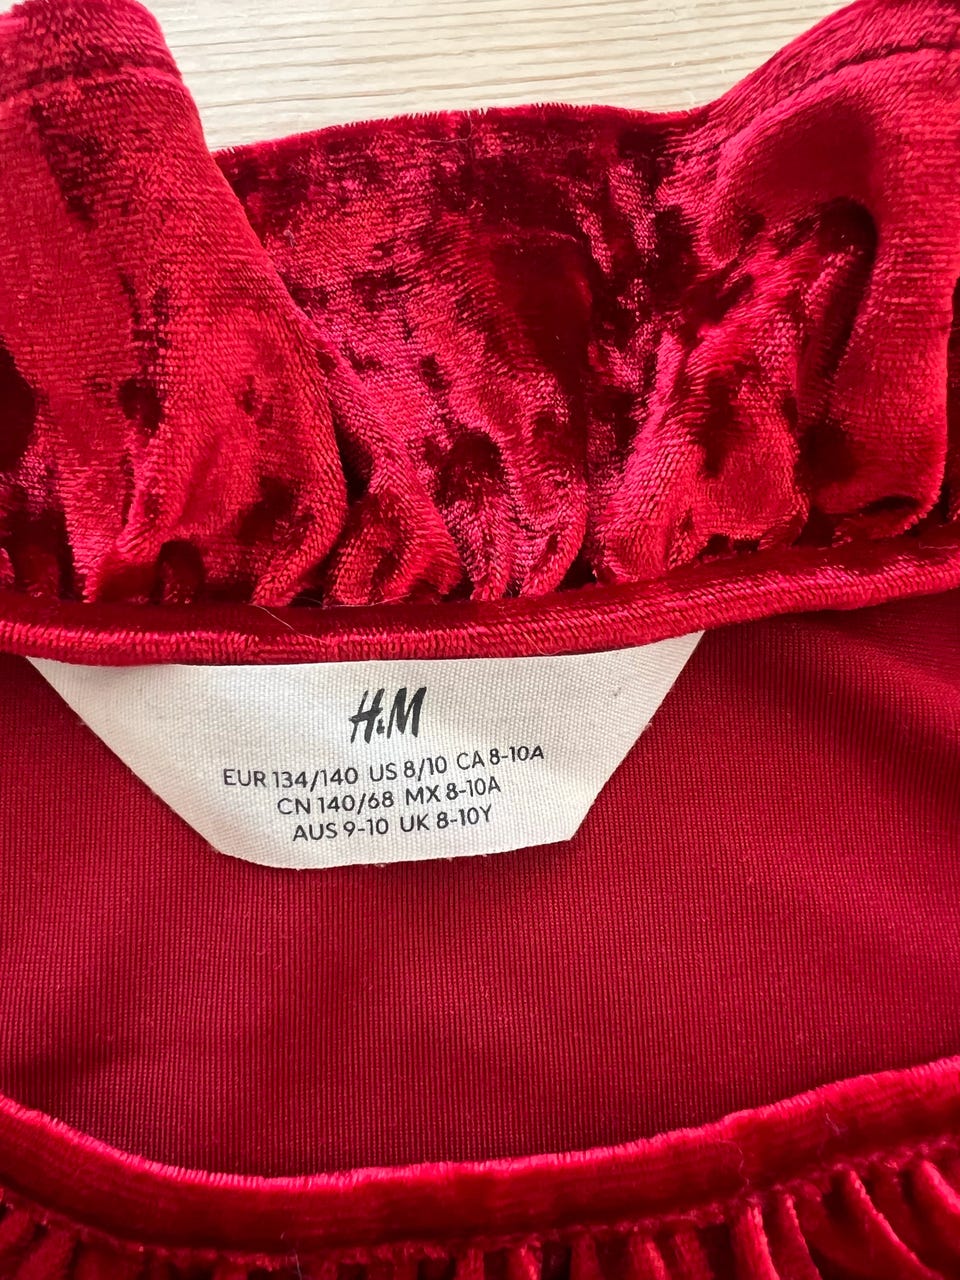 H&M
EUR 134/140 US 8/10 CA 8-10A
CN 140/68 MX 8-10A
AUS 9-10 UK 8-10Y